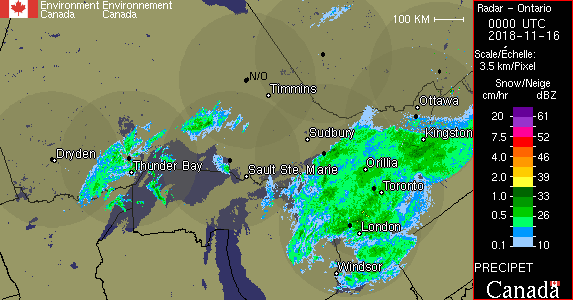 Environment Environnement
Canada Canada
100 KM
N/O
Timmins
Ottawa
Sudbury
Kingston
Dryden
Thunder Bay
Sault Ste. Marie
Orillia
Toronto
London
Windsor
Radar - Ontario
0000 UTC
2018-11-16
Scale/Échelle:
3.5 km/Pixel
Snow/Neige
cm/hr dBZ
20 61
7.5 52
4.0 46
2.0 39
1.0 33
0.5 26
0.1 10
PRECIPET
Canada